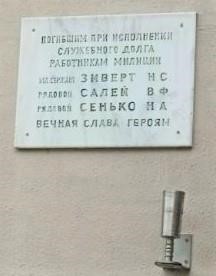 ПОГИБШИМ ПРИ ИСПОЛНЕНИИ
СЛУЖЕБНОГО ДОЛГА
РАБОТНИКАМ МИЛИЦИИ
МЛ.СЕРЖАНТ ЗИВЕРТ Н С
РЯДОВОЙ САЛЕЙ В Ф
РЯДОВОЙ СЕНЬКО Н А
ВЕЧНАЯ СЛАВА ГЕРОЯМ